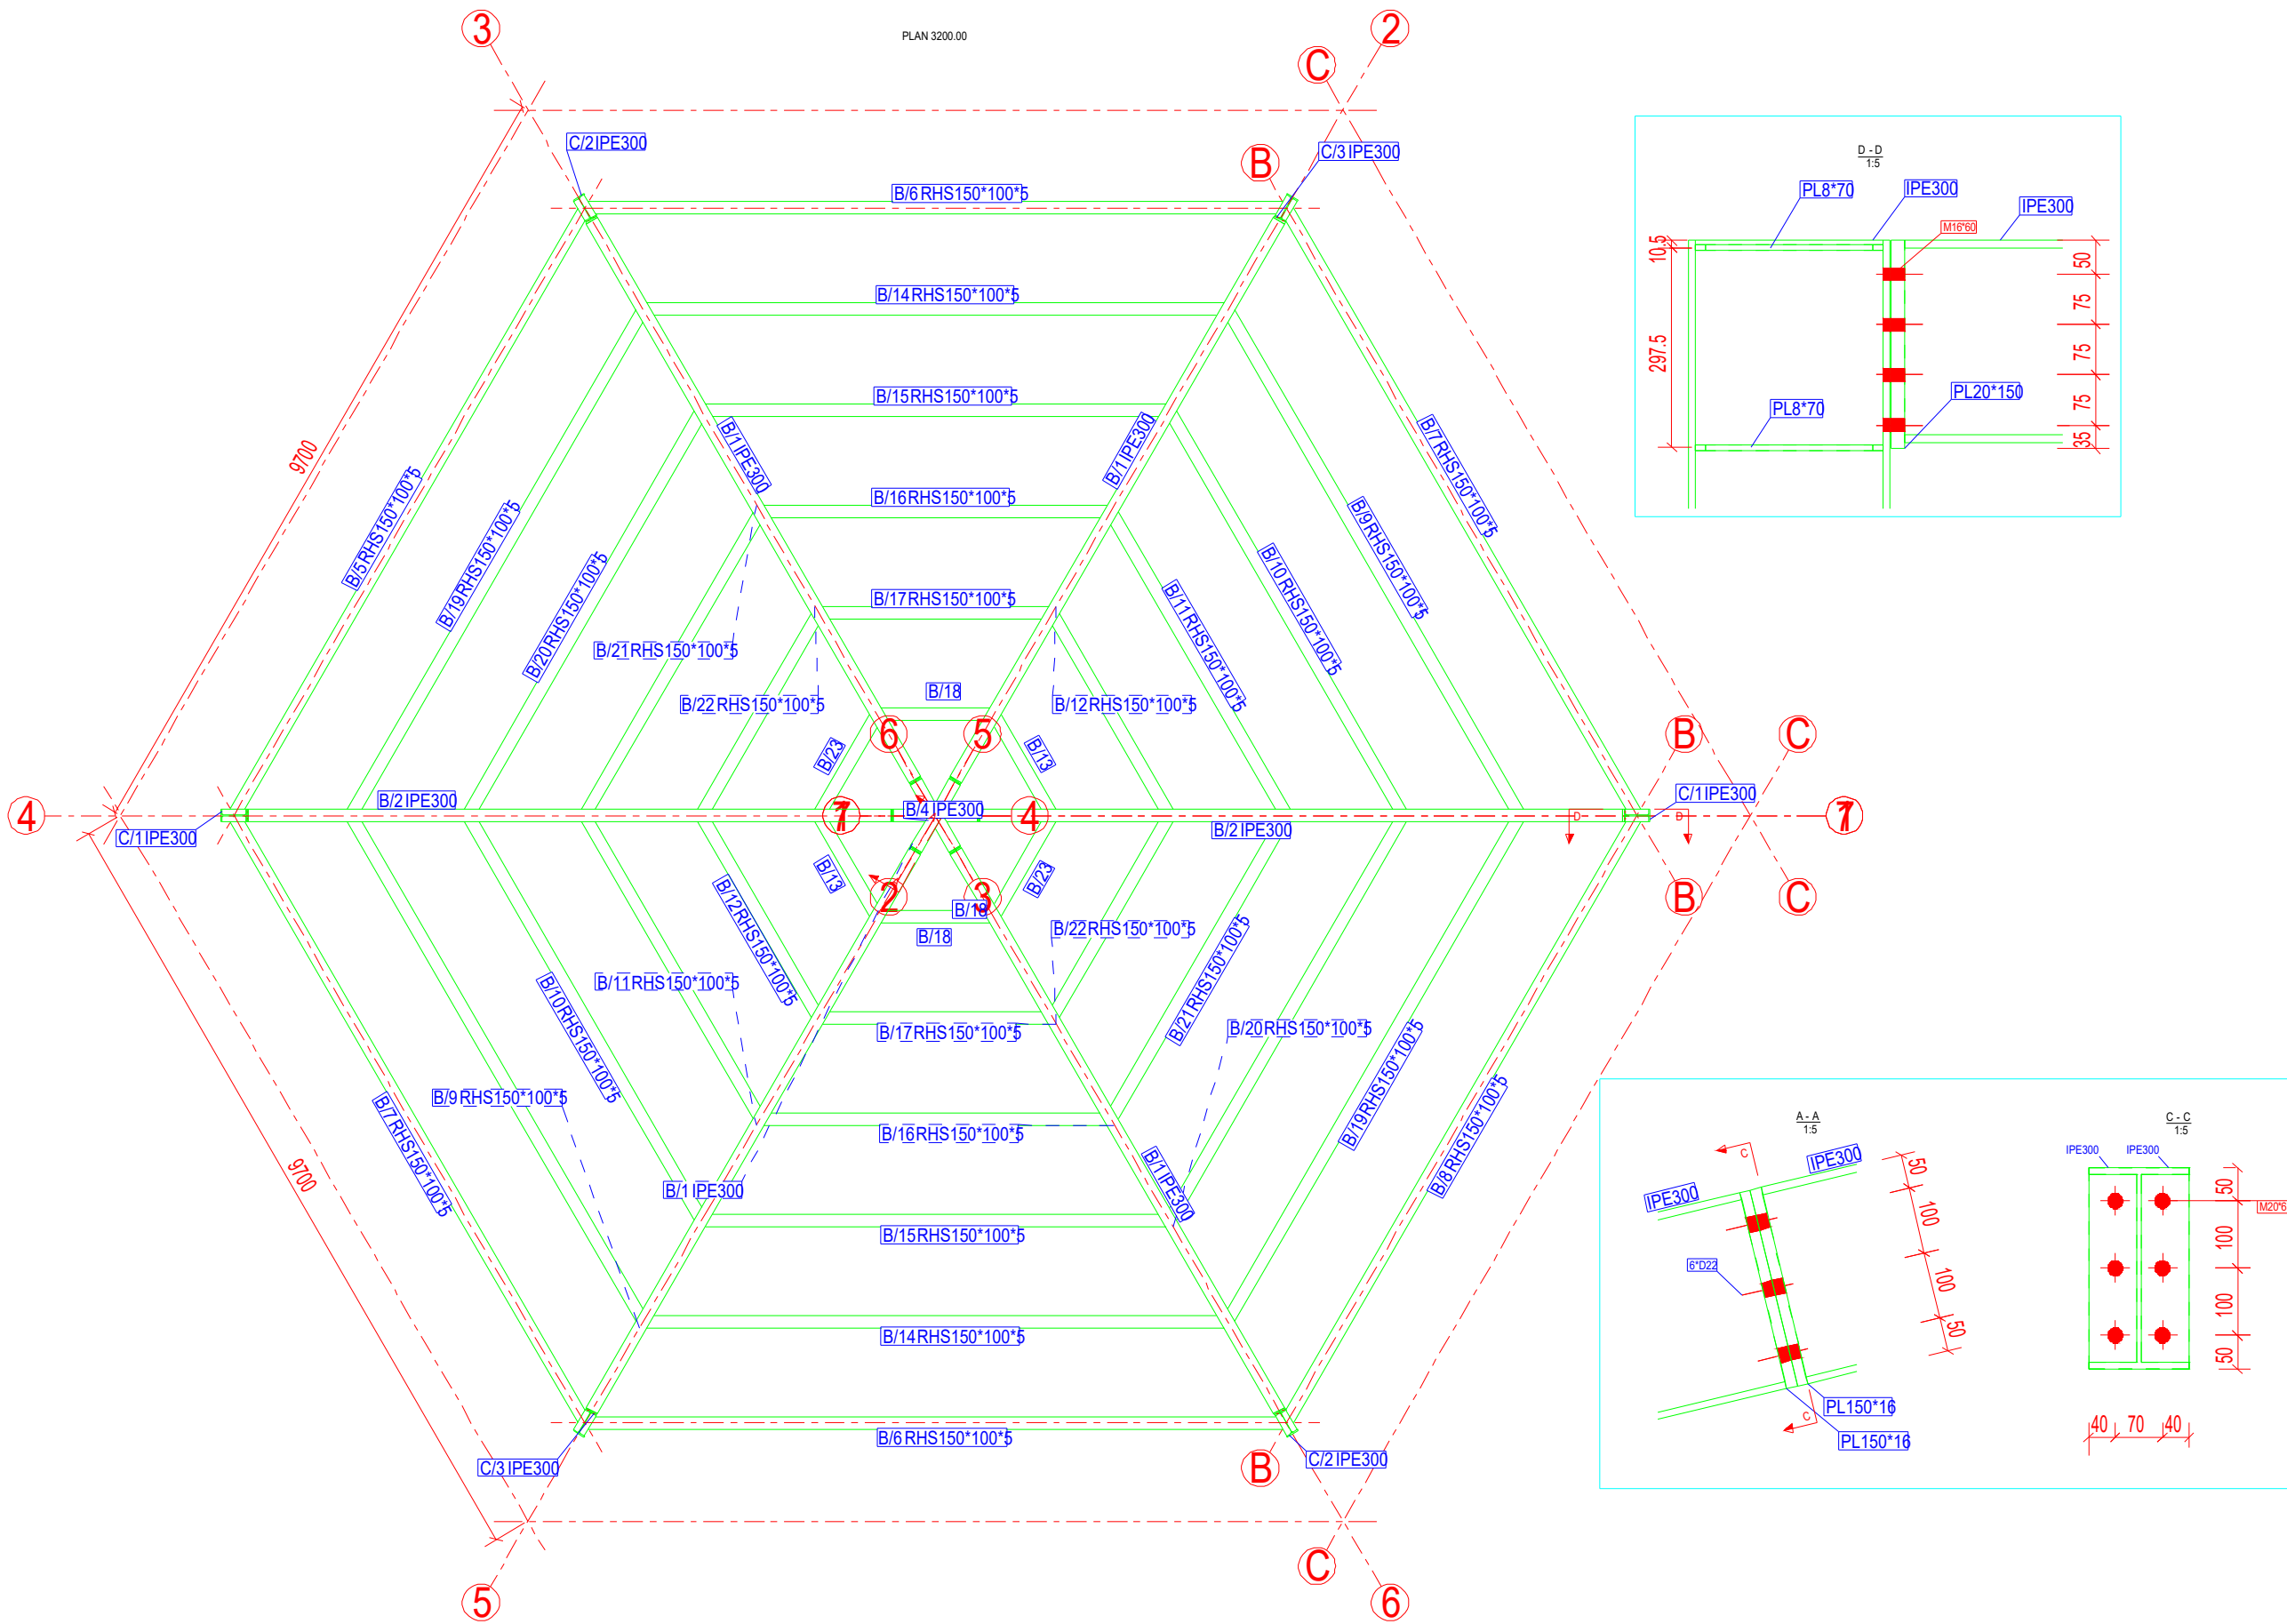 3
2
PLAN 3200.00
C
C/2 IPE300
C/3 IPE300
B
B/6 RHS150*100*5
D - D
1:5
PL8*70
IPE300
IPE300
M16*60
10.5
297.5
50
75
75
75
35
PL8*70
PL20*150
B/14 RHS150*100*5
B/15 RHS150*100*5
9700
B/1 IPE300
B/1 IPE300
B/7 RHS150*100*5
B/5 RHS150*100*5
B/19 RHS150*100*5
B/16 RHS150*100*5
B/9 RHS150*100*5
B/20 RHS150*100*5
B/10 RHS150*100*5
B/17 RHS150*100*5
B/11 RHS150*100*5
B/21 RHS150*100*5
B/22 RHS150*100*5
B/18
B/12 RHS150*100*5
6
5
B
C
B/23
B/13
4
B/2 IPE300
C/1 IPE300
7
B/4 IPE300
4
B/2 IPE300
C/1 IPE300
D
D
7
B/13
B/23
2
3
B
C
B/18
B/18
B/12 RHS150*100*5
B/22 RHS150*100*5
B/21 RHS150*100*5
B/11 RHS150*100*5
B/10 RHS150*100*5
B/17 RHS150*100*5
B/20 RHS150*100*5
B/9 RHS150*100*5
B/7 RHS150*100*5
B/16 RHS150*100*5
B/19 RHS150*100*5
B/8 RHS150*100*5
9700
B/1 IPE300
B/1 IPE300
B/15 RHS150*100*5
B/14 RHS150*100*5
B/6 RHS150*100*5
C/3 IPE300
C/2 IPE300
B
C
5
6
A - A
1:5
C
IPE300
IPE300
50
100
100
50
6*D22
PL150*16
PL150*16
C
C - C
1:5
IPE300
IPE300
50
100
100
50
M20*6
40
70
40